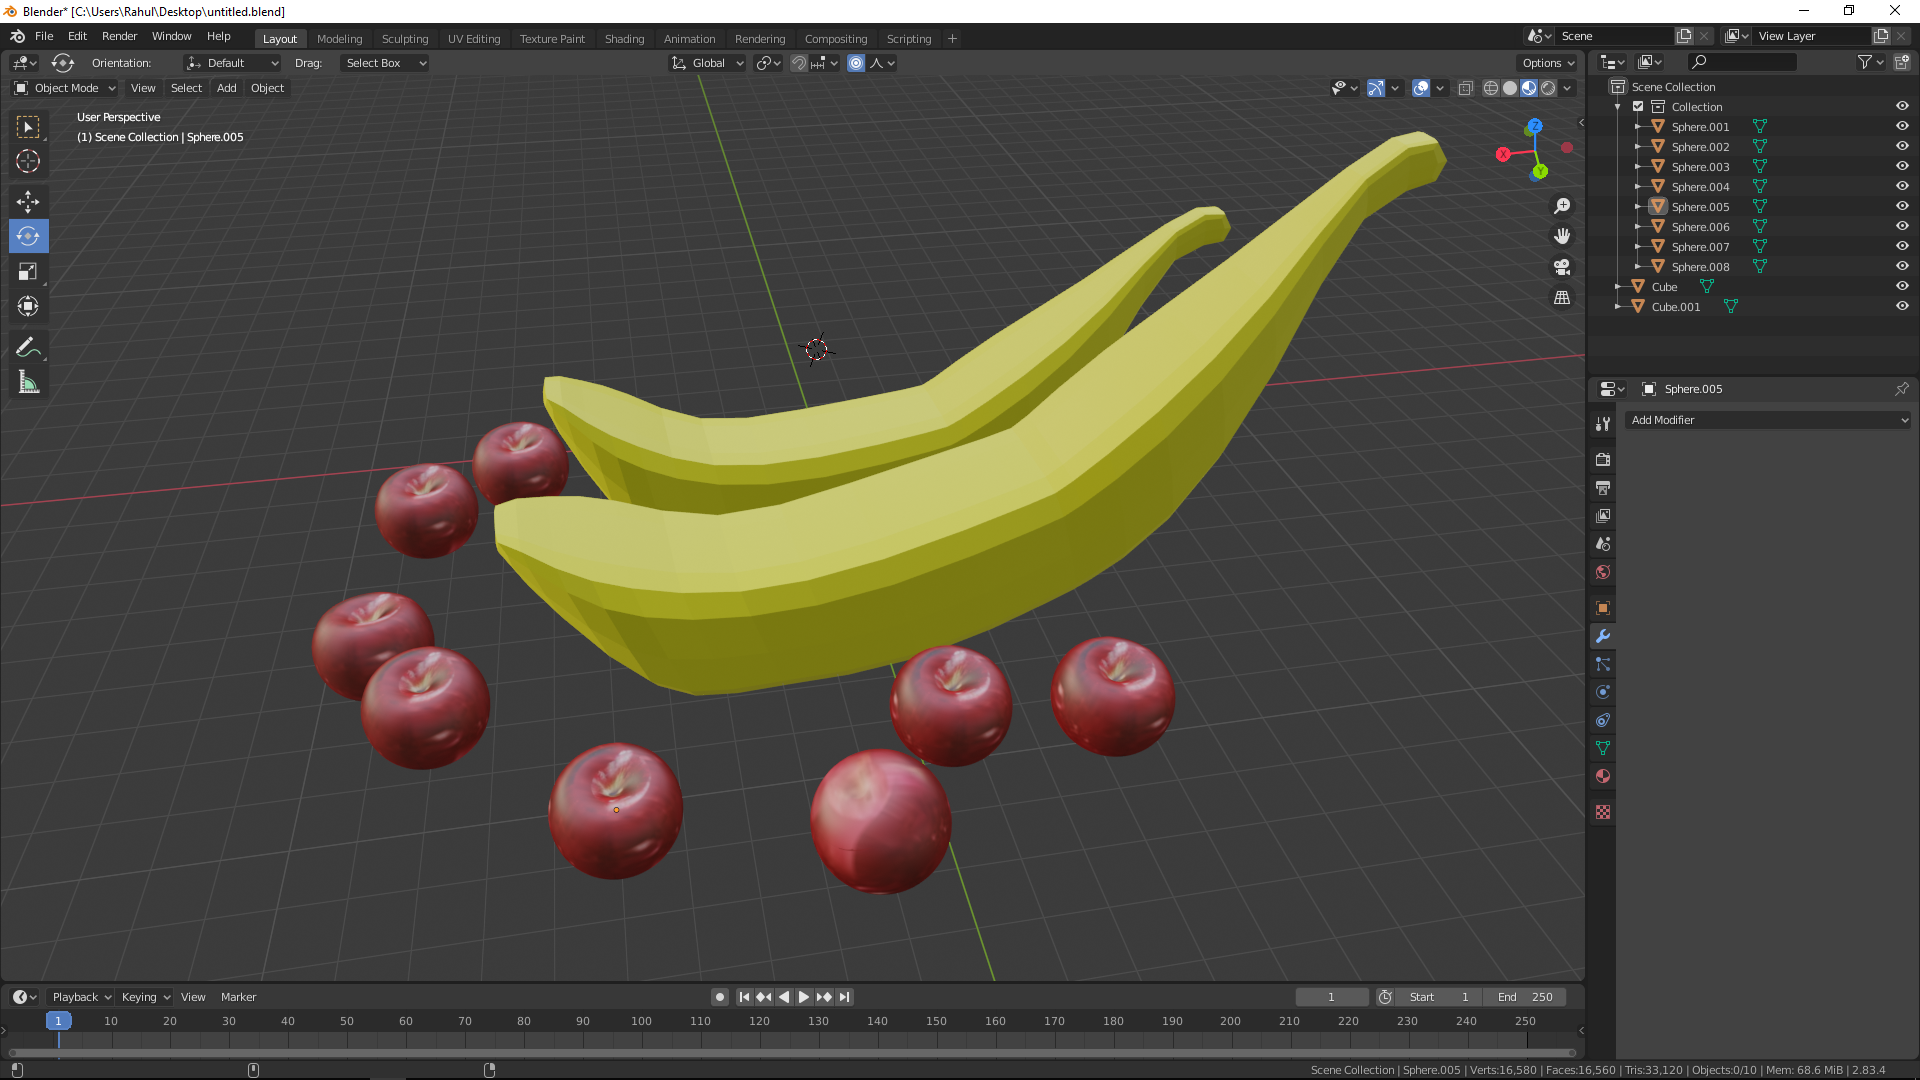 Blender* [C:\Users\Rahul\Desktop\untitled.blend]
File Edit Render Window Help Layout Modeling Sculpting UV Editing Texture Paint Shading Animation Rendering Compositing Scripting + Scene View Layer
Orientation: Default Drag: Select Box Global Options
Object Mode View Select Add Object
User Perspective
(1) Scene Collection | Sphere.005
Z
X
Y
Scene Collection
Collection
Sphere.001
Sphere.002
Sphere.003
Sphere.004
Sphere.005
Sphere.006
Sphere.007
Sphere.008
Cube
Cube.001
Sphere.005
Add Modifier
Playback Keying View Marker 1 Start 1 End 250
1 10 20 30 40 50 60 70 80 90 100 110 120 130 140 150 160 170 180 190 200 210 220 230 240 250
Scene Collection | Sphere.005 | Verts:16,580 | Faces:16,560 | Tris:33,120 | Objects:0/10 | Mem: 68.6 MiB | 2.83.4